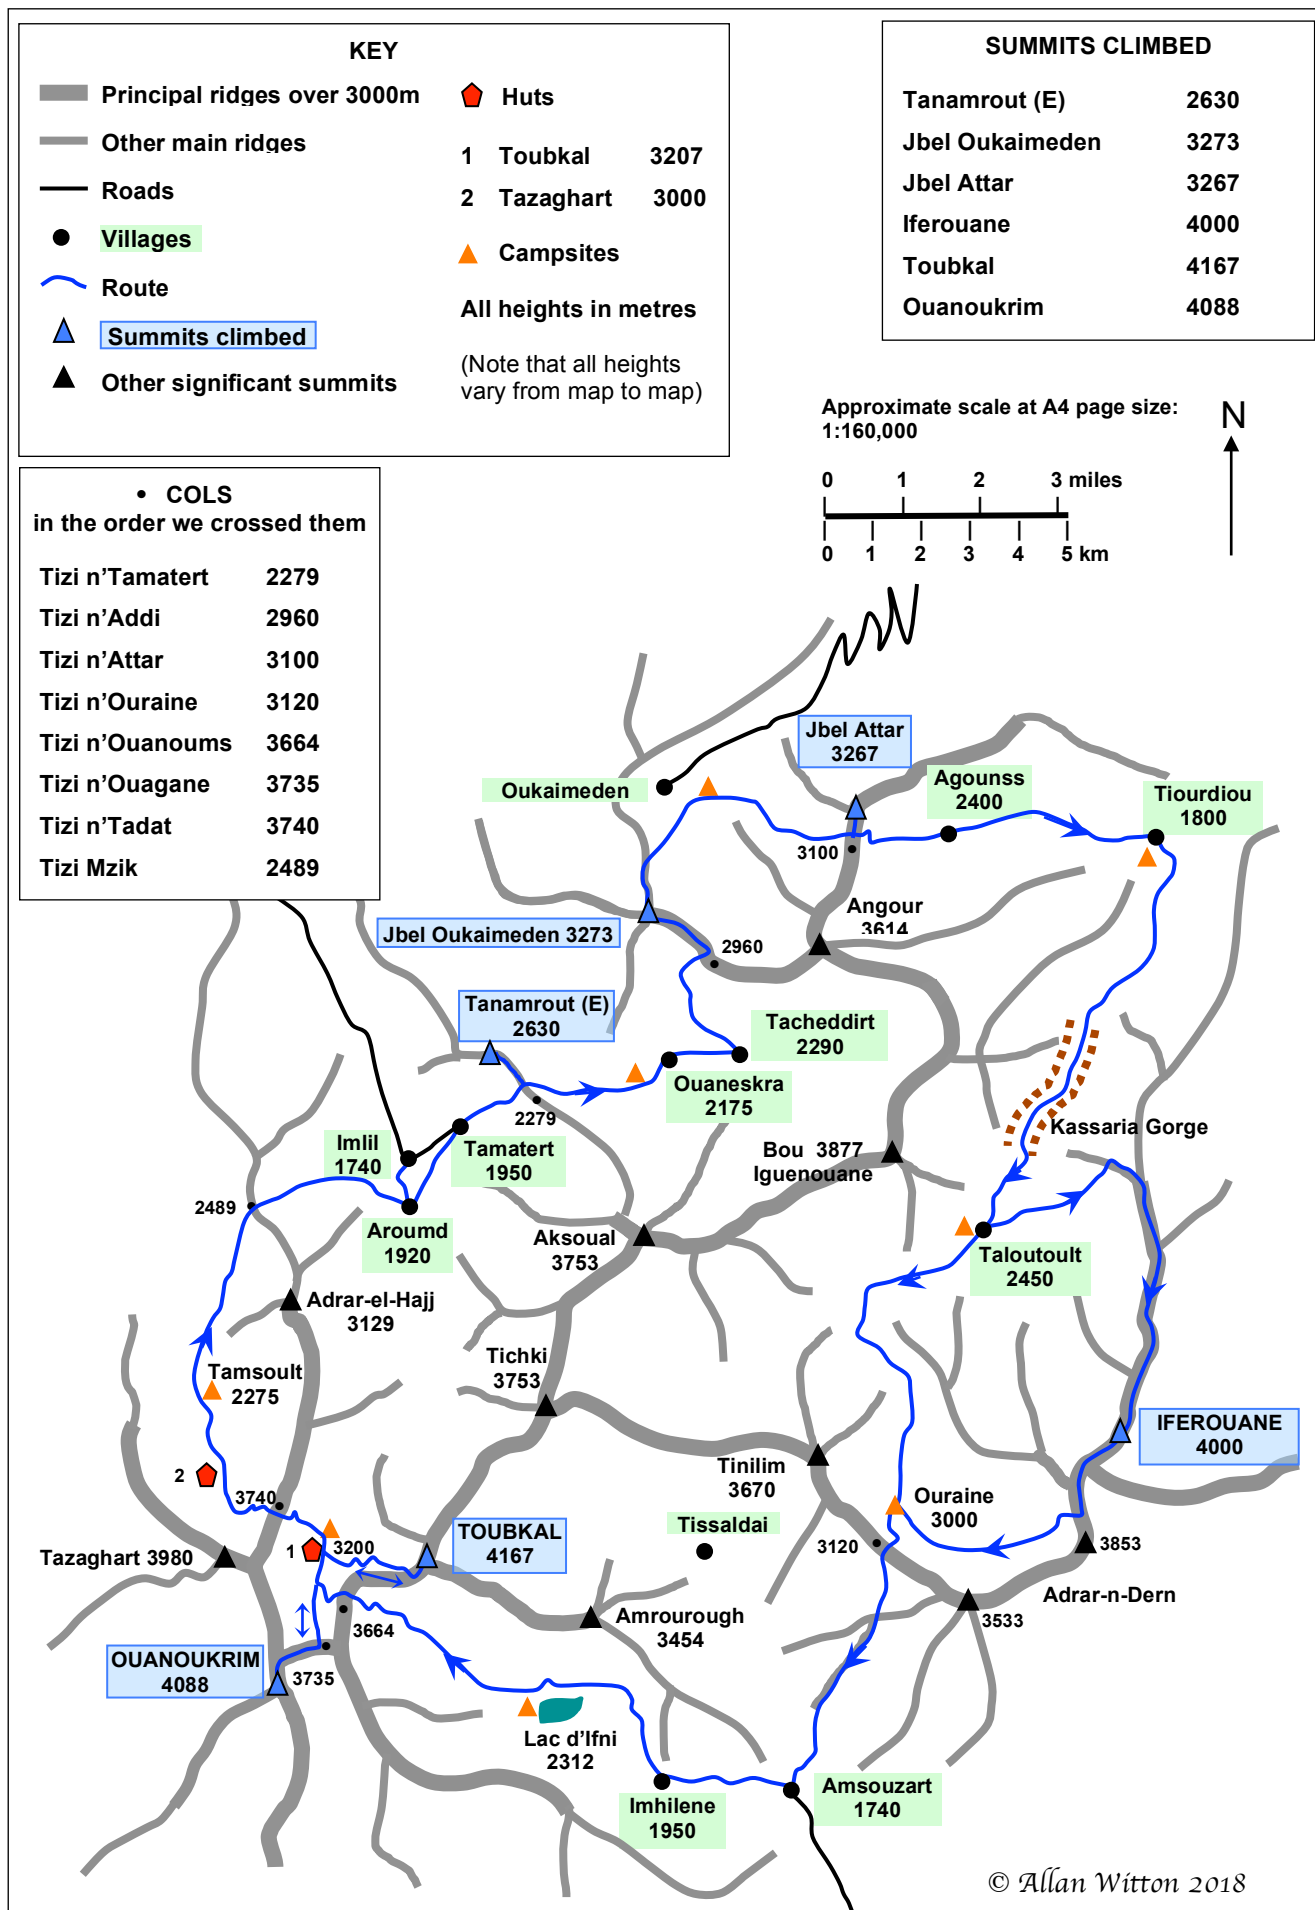 KEY
Principal ridges over 3000m
Other main ridges
Roads
Villages
Route
Summits climbed
Other significant summits
Huts
1 Toubkal 3207
2 Tazaghart 3000
Campsites
All heights in metres
(Note that all heights
vary from map to map)
SUMMITS CLIMBED
Tanamrout (E) 2630
Jbel Oukaimeden 3273
Jbel Attar 3267
Iferouane 4000
Toubkal 4167
Ouanoukrim 4088
Approximate scale at A4 page size:
1:160,000
N
0 1 2 3 miles
0 1 2 3 4 5 km
• COLS
in the order we crossed them
Tizi n’Tamatert 2279
Tizi n’Addi 2960
Tizi n’Attar 3100
Tizi n’Ouraine 3120
Tizi n’Ouanoums 3664
Tizi n’Ouagane 3735
Tizi n’Tadat 3740
Tizi Mzik 2489
Jbel Attar
3267
Oukaimeden
Agounss
2400
Tiourdiou
1800
3100
Angour
3614
Jbel Oukaimeden 3273
2960
Tanamrout (E)
2630
Tacheddirt
2290
Ouaneskra
2175
2279
Kassaria Gorge
Imlil
1740
Tamatert
1950
Bou 3877
Iguenouane
2489
Aroumd
1920
Aksoual
3753
Taloutoult
2450
Adrar-el-Hajj
3129
Tichki
3753
Tamsoult
2275
IFEROUANE
4000
2
Tinilim
3670
3740
Ouraine
3000
Tissaldai
TOUBKAL
4167
3200
1
3120
3853
Tazaghart 3980
Adrar-n-Dern
Amrourough
3454
3533
3664
OUANOUKRIM
4088
3735
Lac d’Ifni
2312
Imhilene
1950
Amsouzart
1740
© Allan Witton 2018